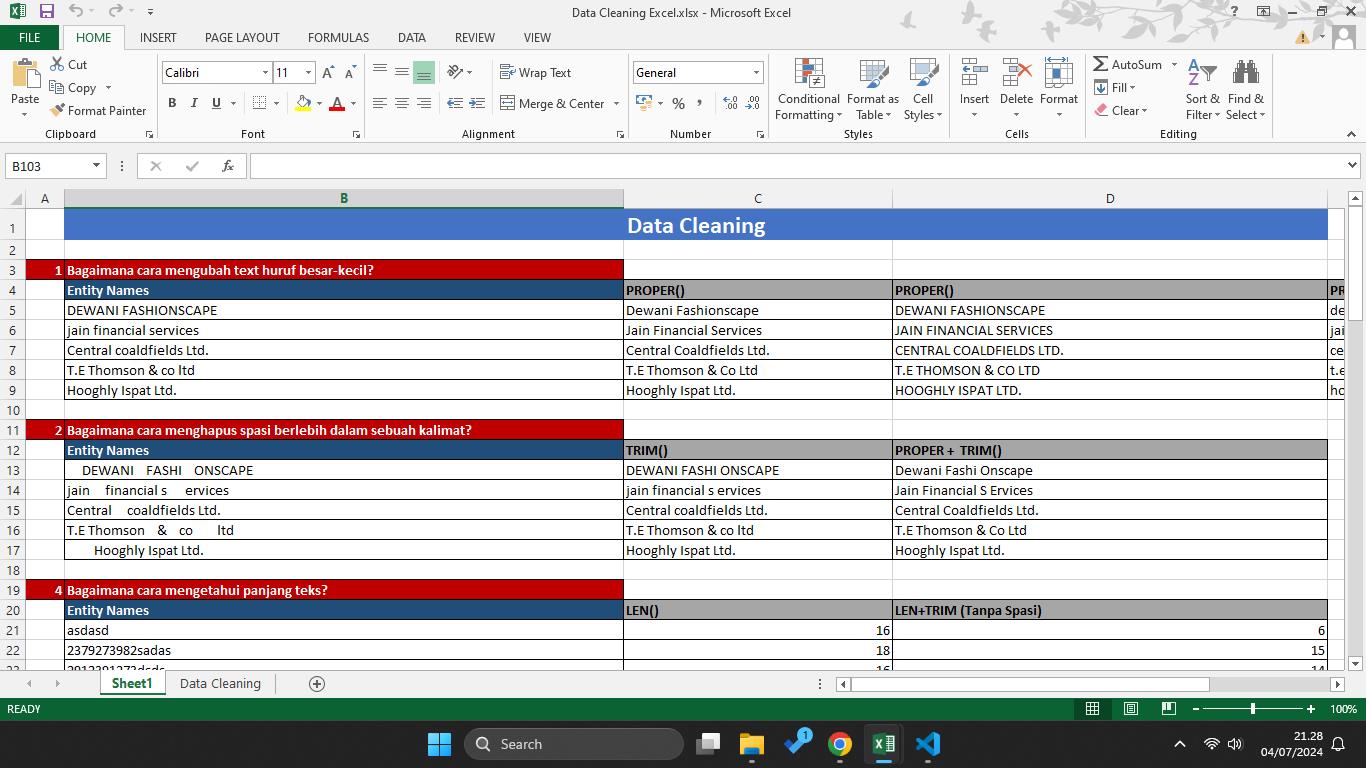 Data Cleaning Excel.xlsx - Microsoft Excel
?
FILE HOME INSERT PAGE LAYOUT FORMULAS DATA REVIEW VIEW
Cut Calibri 11 A A Wrap Text General AutoSum
Paste Copy Conditional Formatting Format as Table Cell Styles Insert Delete Format Fill Sort & Filter Find & Select
Format Painter B I U A Merge & Center % , Clear
Clipboard Font Alignment Number Styles Cells Editing
B103 fx
A B C D
1 Data Cleaning
2
3 1 Bagaimana cara mengubah text huruf besar-kecil?
4 Entity Names PROPER() PROPER() PR
5 DEWANI FASHIONSCAPE Dewani Fashionscape DEWANI FASHIONSCAPE de
6 jain financial services Jain Financial Services JAIN FINANCIAL SERVICES jai
7 Central coaldfields Ltd. Central Coaldfields Ltd. CENTRAL COALDFIELDS LTD. ce
8 T.E Thomson & co ltd T.E Thomson & Co Ltd T.E THOMSON & CO LTD t.e
9 Hooghly Ispat Ltd. Hooghly Ispat Ltd. HOOGHLY ISPAT LTD. ho
10
11 2 Bagaimana cara menghapus spasi berlebih dalam sebuah kalimat?
12 Entity Names TRIM() PROPER + TRIM()
13 DEWANI FASHI ONSCAPE DEWANI FASHI ONSCAPE Dewani Fashi Onscape
14 jain financial s ervices jain financial s ervices Jain Financial S Ervices
15 Central coaldfields Ltd. Central coaldfields Ltd. Central Coaldfields Ltd.
16 T.E Thomson & co ltd T.E Thomson & co ltd T.E Thomson & Co Ltd
17 Hooghly Ispat Ltd. Hooghly Ispat Ltd. Hooghly Ispat Ltd.
18
19 4 Bagaimana cara mengetahui panjang teks?
20 Entity Names LEN() LEN+TRIM (Tanpa Spasi)
21 asdasd 16 6
22 2379273982sadas 18 15
Sheet1 Data Cleaning
READY 100%
Search 1 21.28
04/07/2024